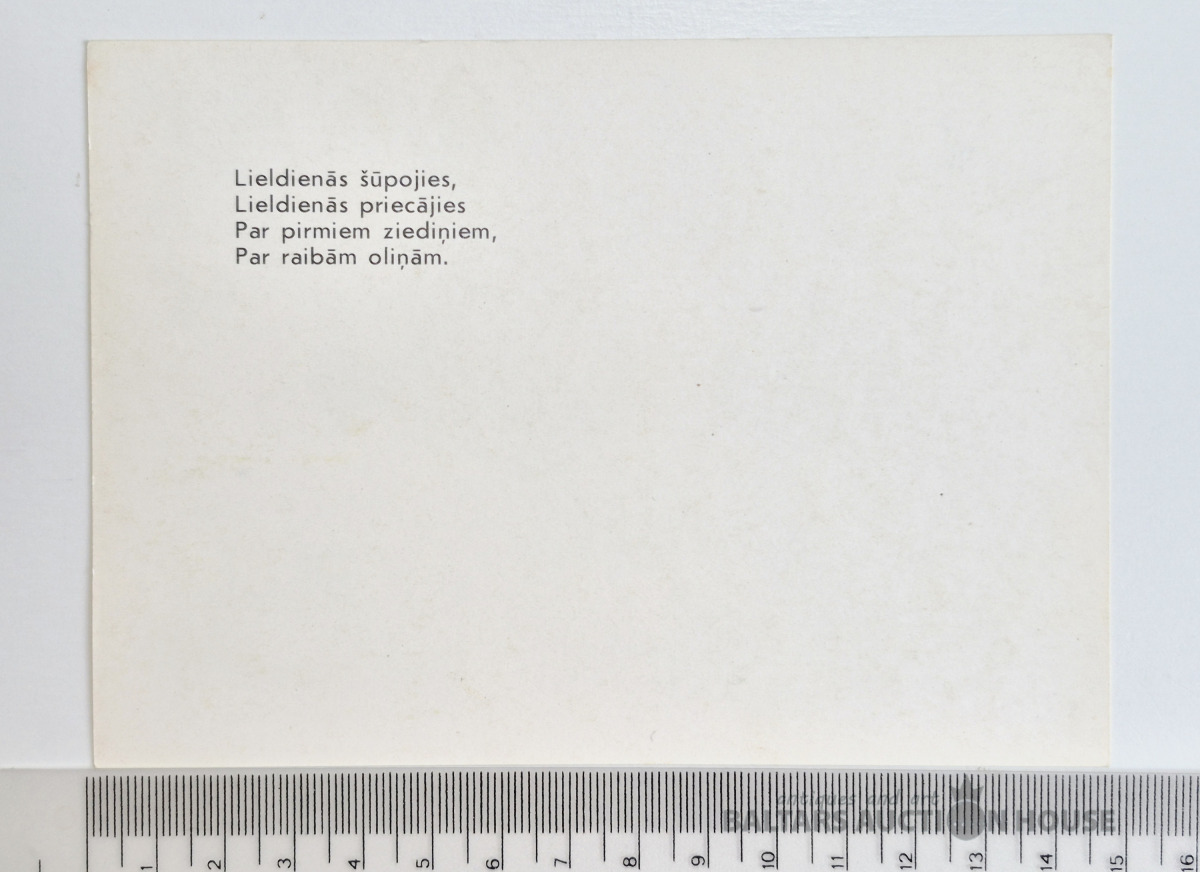 Lieldienās šūpojies,
Lieldienās priecājies
Par pirmiem ziediņiem,
Par raibām oliņām.
antiques and art
BALTARS AUCTION HOUSE
1 2 3 4 5 6 7 8 9 10 11 12 13 14 15 16